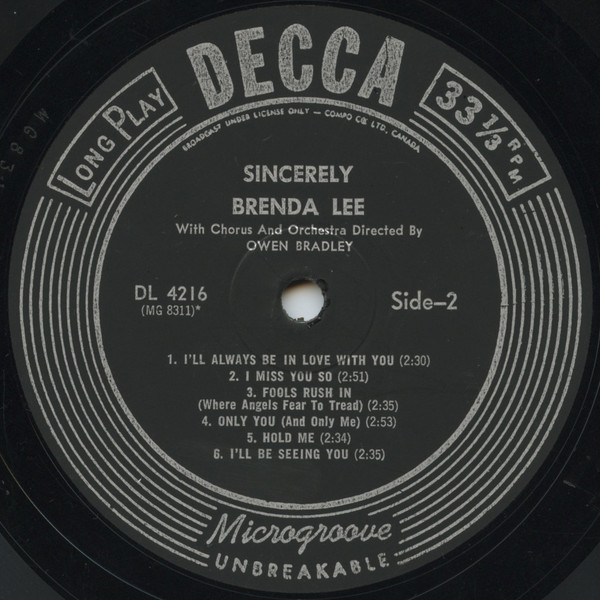 DECCA
LONG PLAY
33 1/3 RPM
BROADCAST UNDER LICENSE ONLY — COMPO CO. LTD., CANADA
SINCERELY
BRENDA LEE
With Chorus And Orchestra Directed By
OWEN BRADLEY
DL 4216
(MG 8311)*
Side-2
1. I'LL ALWAYS BE IN LOVE WITH YOU (2:30)
2. I MISS YOU SO (2:51)
3. FOOLS RUSH IN
(Where Angels Fear To Tread) (2:35)
4. ONLY YOU (And Only Me) (2:53)
5. HOLD ME (2:34)
6. I'LL BE SEEING YOU (2:35)
Microgroove
UNBREAKABLE